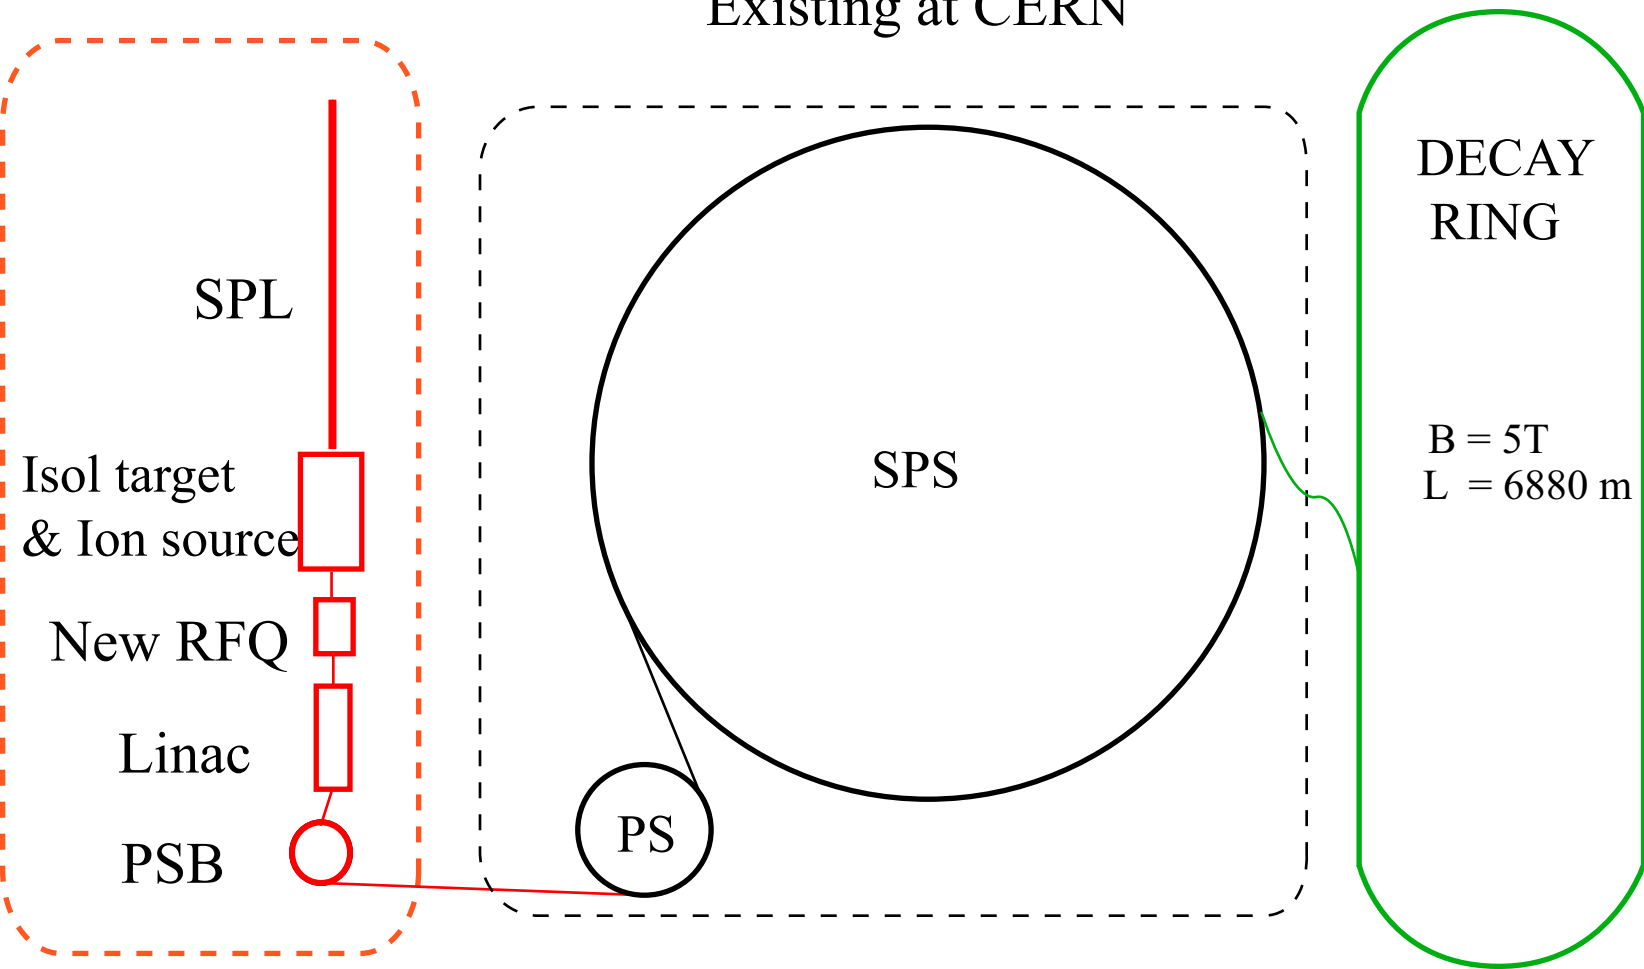 Existing at CERN
SPL
Isol target
& Ion source
New RFQ
Linac
PSB
SPS
PS
DECAY
RING
B = 5T
L = 6880 m